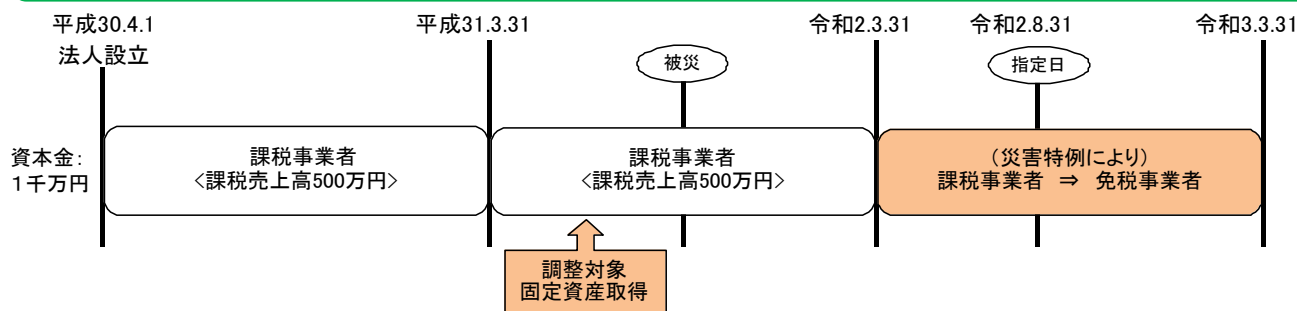 平成30.4.1
法人設立
平成31.3.31
令和2.3.31
令和2.8.31
令和3.3.31
被災
指定日
資本金：
１千万円
課税事業者
<課税売上高500万円>
課税事業者
<課税売上高500万円>
(災害特例により)
課税事業者 ⇒ 免税事業者
調整対象
固定資産取得